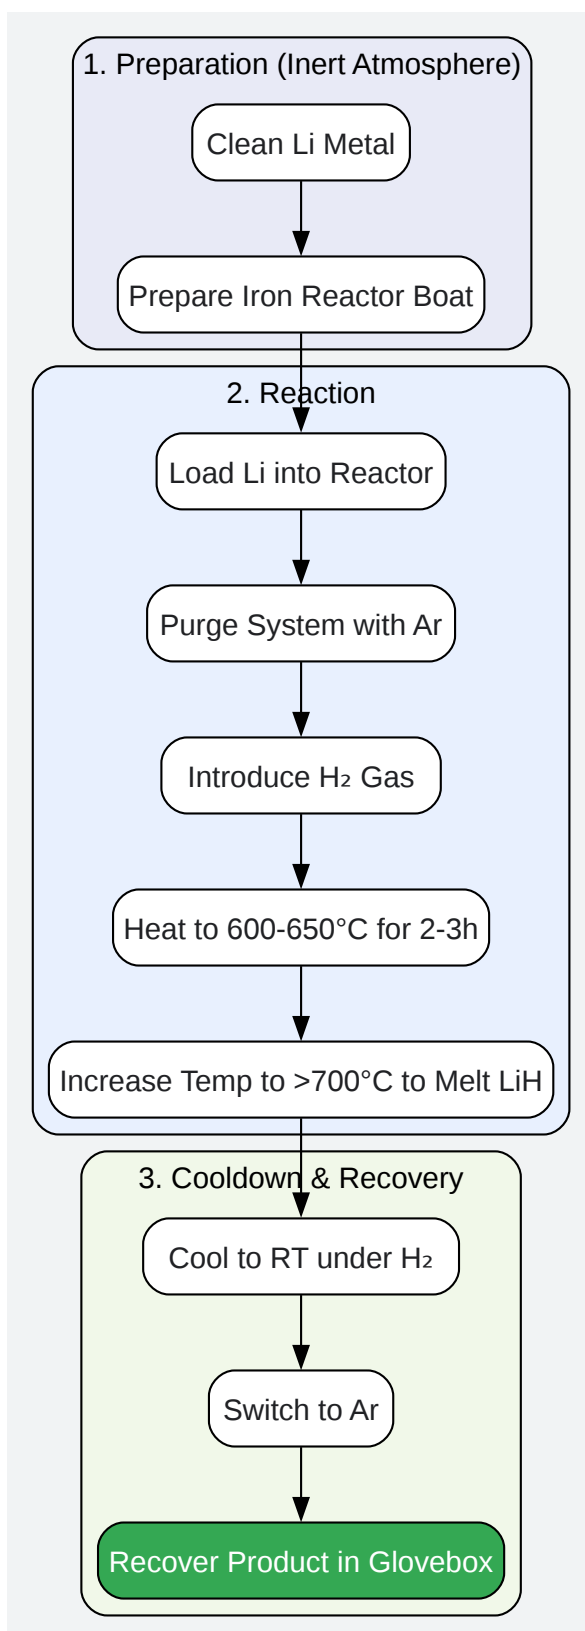 1. Preparation (Inert Atmosphere)
Clean Li Metal
Prepare Iron Reactor Boat
2. Reaction
Load Li into Reactor
Purge System with Ar
Introduce H₂ Gas
Heat to 600-650°C for 2-3h
Increase Temp to >700°C to Melt LiH
3. Cooldown & Recovery
Cool to RT under H₂
Switch to Ar
Recover Product in Glovebox